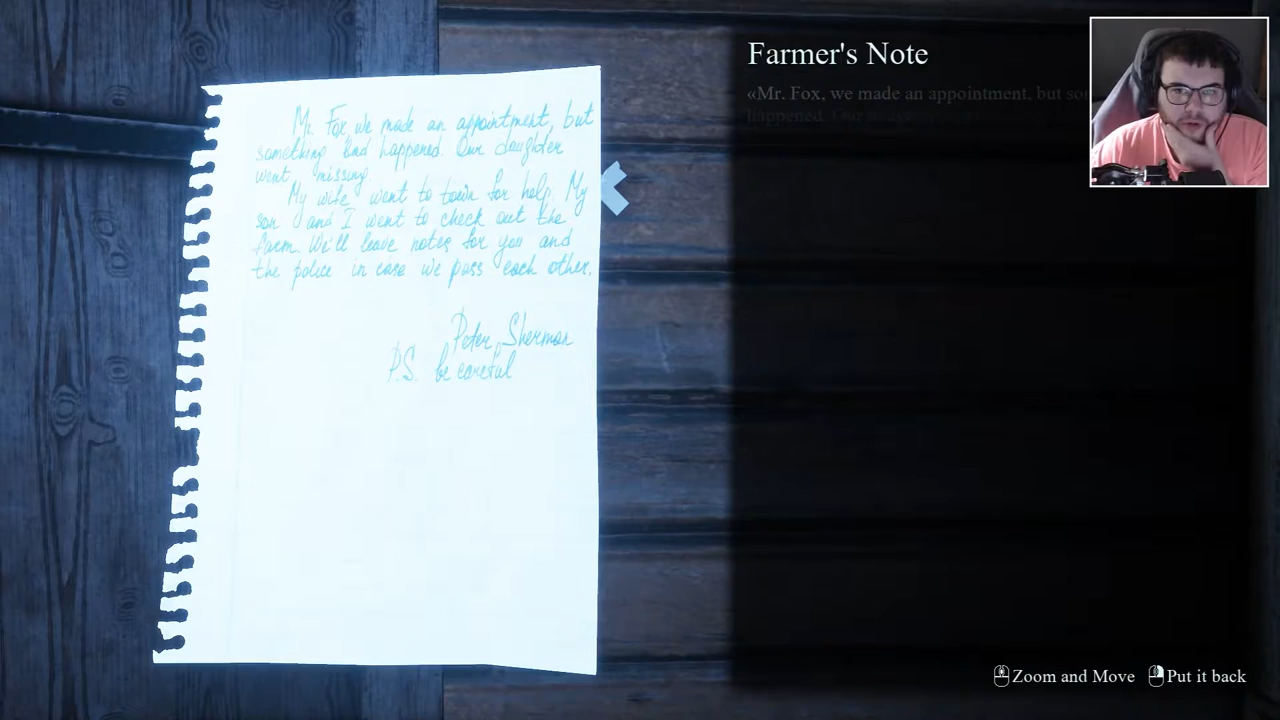 Mr. Fox, we made an appointment, but
something bad happened. Our daughter
went missing.
My wife went to town for help. My
son and I went to check out the
farm. We'll leave notes for you and
the police in case we pass each other.
Peter Sherman
P.S. be careful
Farmer's Note
«Mr. Fox, we made an appointment, but
happened. Our
Zoom and Move
Put it back